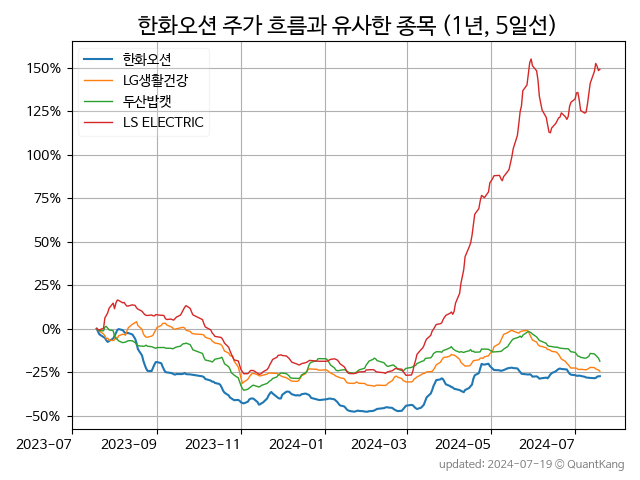 한화오션 주가 흐름과 유사한 종목 (1년, 5일선)
한화오션
LG생활건강
두산밥캣
LS ELECTRIC
150%
125%
100%
75%
50%
25%
0%
−25%
−50%
2023-07 2023-09 2023-11 2024-01 2024-03 2024-05 2024-07
updated: 2024-07-19 © QuantKang